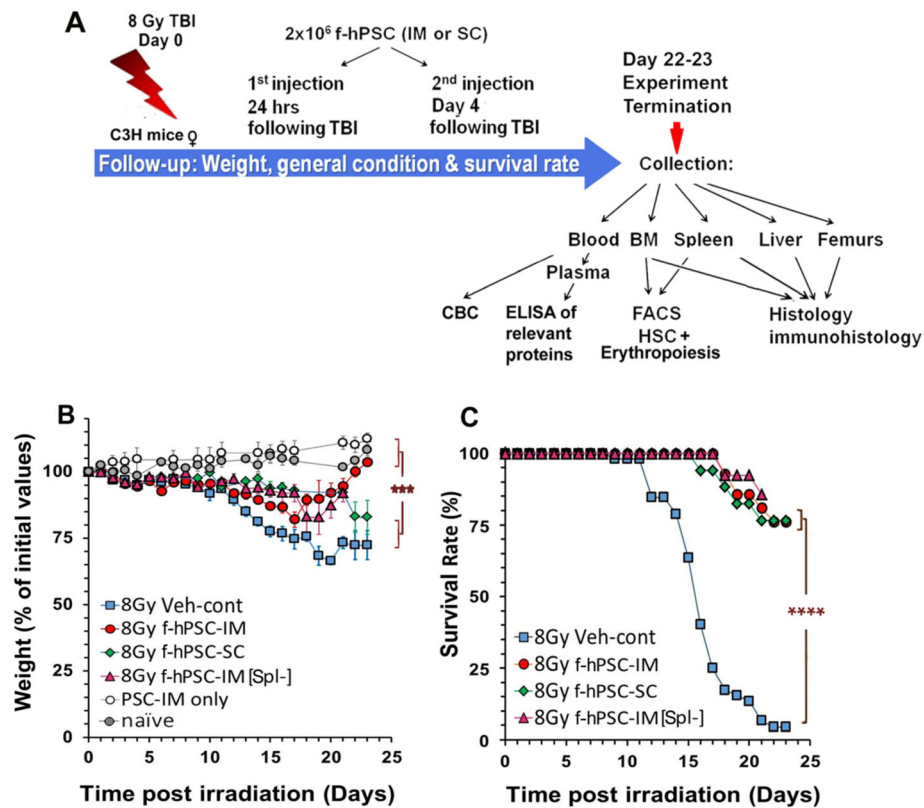 A
8 Gy TBI
Day 0
C3H mice ♀
2x10⁶ f-hPSC (IM or SC)
1st injection
24 hrs
following TBI
2nd injection
Day 4
following TBI
Day 22-23
Experiment
Termination
Follow-up: Weight, general condition & survival rate
Collection:
Blood BM Spleen Liver Femurs
Plasma
CBC
ELISA of
relevant
proteins
FACS
HSC +
Erythropoiesis
Histology
immunohistology
B
Weight (% of initial values)
100
75
50
25
0
***
8Gy Veh-cont
8Gy f-hPSC-IM
8Gy f-hPSC-SC
8Gy f-hPSC-IM [Spl-]
PSC-IM only
naïve
0 5 10 15 20 25
Time post irradiation (Days)
C
Survival Rate (%)
100
75
50
25
0
****
8Gy Veh-cont
8Gy f-hPSC-IM
8Gy f-hPSC-SC
8Gy f-hPSC-IM[Spl-]
0 5 10 15 20 25
Time post irradiation (Days)